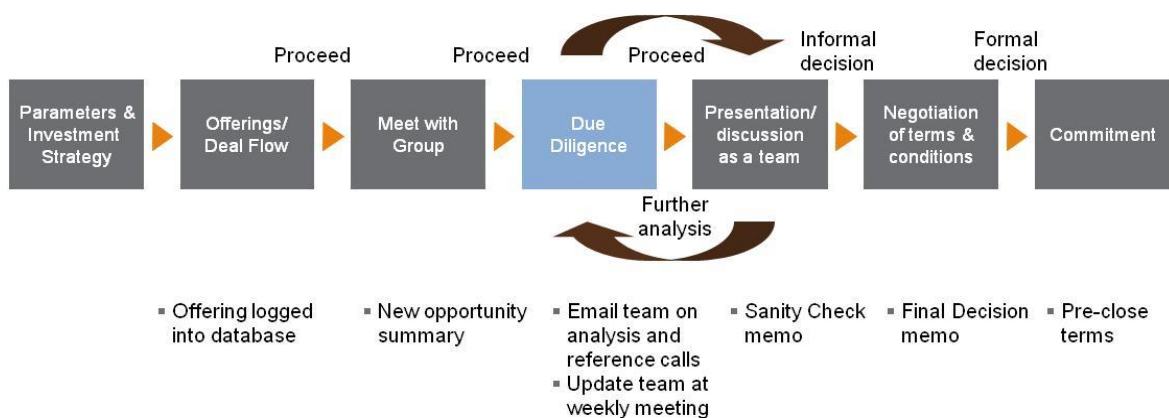 Proceed
Proceed
Proceed
Informal
decision
Formal
decision
Parameters &
Investment
Strategy
Offerings/
Deal Flow
Meet with
Group
Due
Diligence
Presentation/
discussion
as a team
Negotiation
of terms &
conditions
Commitment
Further
analysis
▪ Offering logged
into database
▪ New opportunity
summary
▪ Email team on
analysis and
reference calls
▪ Update team at
weekly meeting
▪ Sanity Check
memo
▪ Final Decision
memo
▪ Pre-close
terms